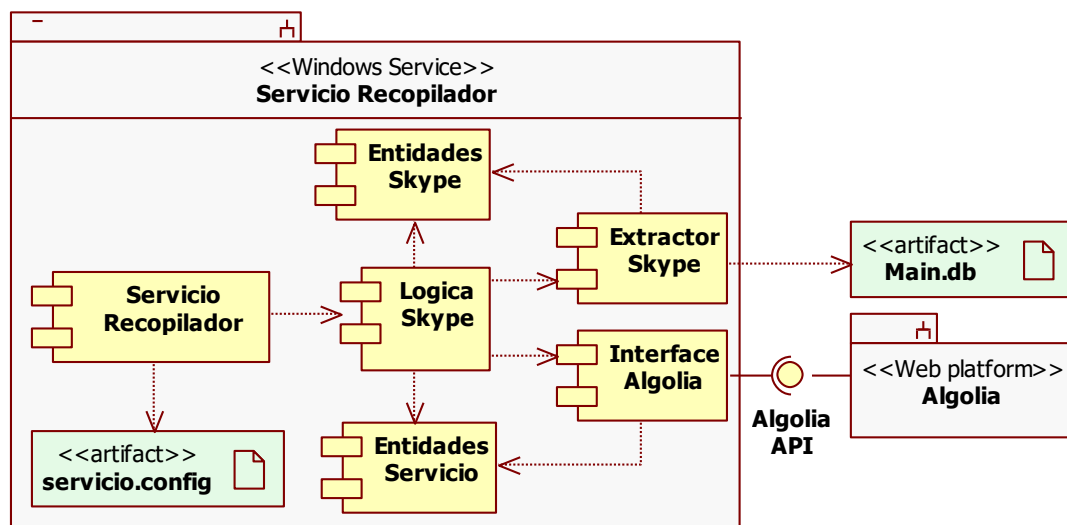 <<Windows Service>>
Servicio Recopilador
Entidades
Skype
Extractor
Skype
<<artifact>>
Main.db
Servicio
Recopilador
Logica
Skype
Interface
Algolia
Algolia
API
<<Web platform>>
Algolia
<<artifact>>
servicio.config
Entidades
Servicio